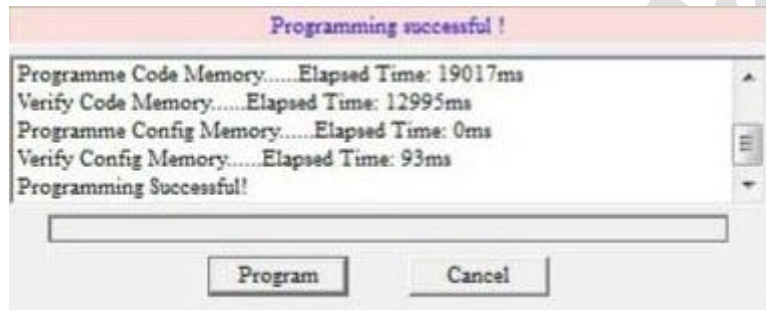 Programming successful !
Programme Code Memory......Elapsed Time: 19017ms
Verify Code Memory......Elapsed Time: 12995ms
Programme Config Memory......Elapsed Time: 0ms
Verify Config Memory......Elapsed Time: 93ms
Programming Successful!
Program Cancel